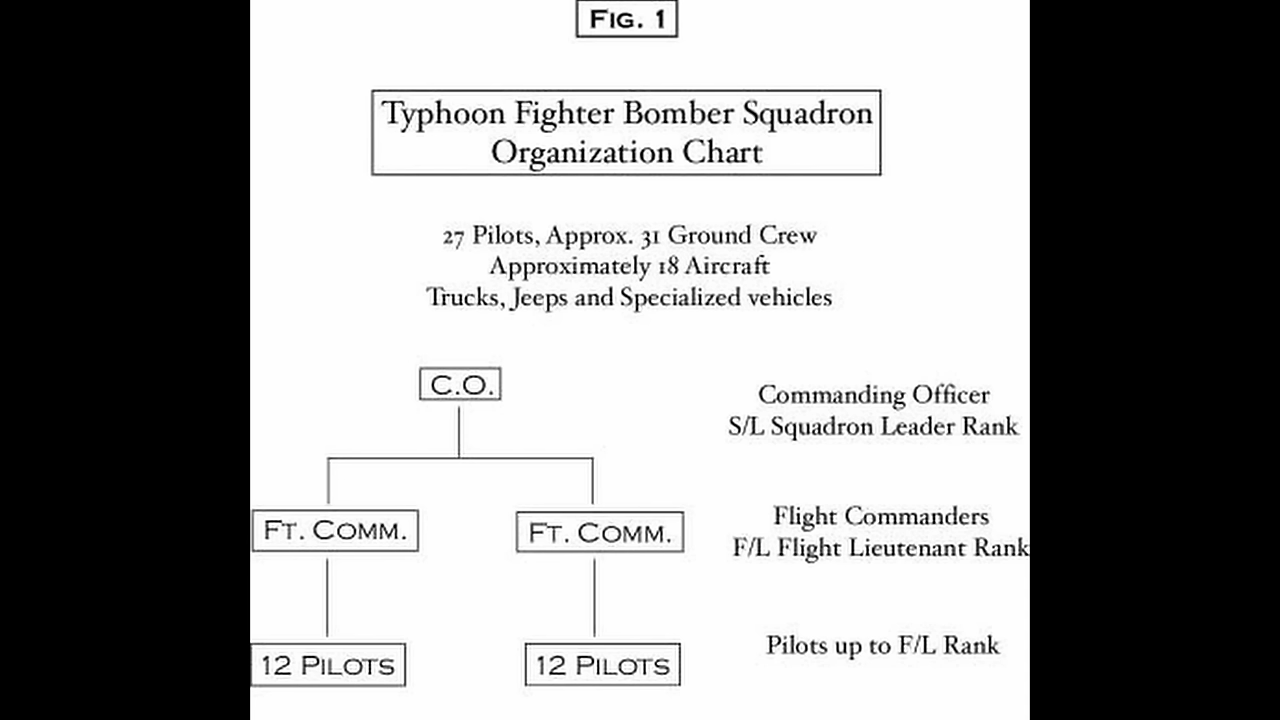 FIG. 1
Typhoon Fighter Bomber Squadron
Organization Chart
27 Pilots, Approx. 31 Ground Crew
Approximately 18 Aircraft
Trucks, Jeeps and Specialized vehicles
C.O.
Commanding Officer
S/L Squadron Leader Rank
FT. COMM.
FT. COMM.
Flight Commanders
F/L Flight Lieutenant Rank
12 PILOTS
12 PILOTS
Pilots up to F/L Rank